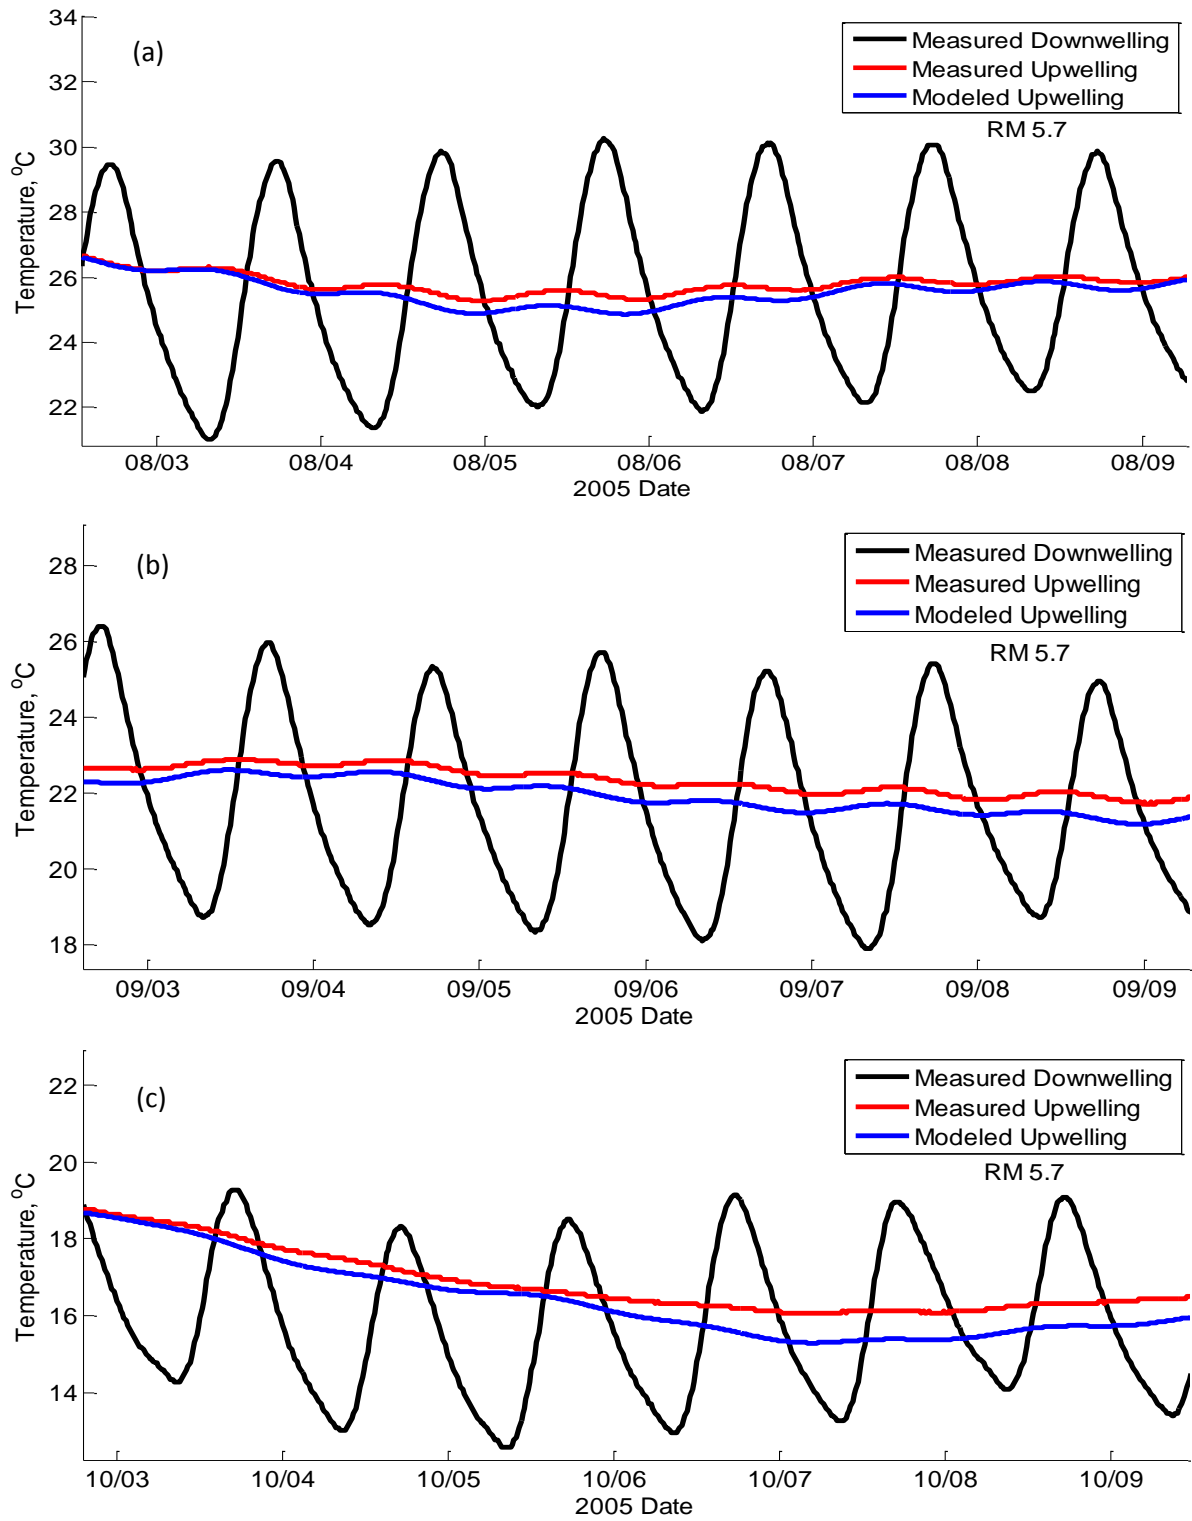 34
32
30
28
26
24
22
Temperature, °C
(a)
Measured Downwelling
Measured Upwelling
Modeled Upwelling
RM 5.7
08/03 08/04 08/05 08/06 08/07 08/08 08/09
2005 Date
28
26
24
22
20
18
Temperature, °C
(b)
Measured Downwelling
Measured Upwelling
Modeled Upwelling
RM 5.7
09/03 09/04 09/05 09/06 09/07 09/08 09/09
2005 Date
22
20
18
16
14
Temperature, °C
(c)
Measured Downwelling
Measured Upwelling
Modeled Upwelling
RM 5.7
10/03 10/04 10/05 10/06 10/07 10/08 10/09
2005 Date